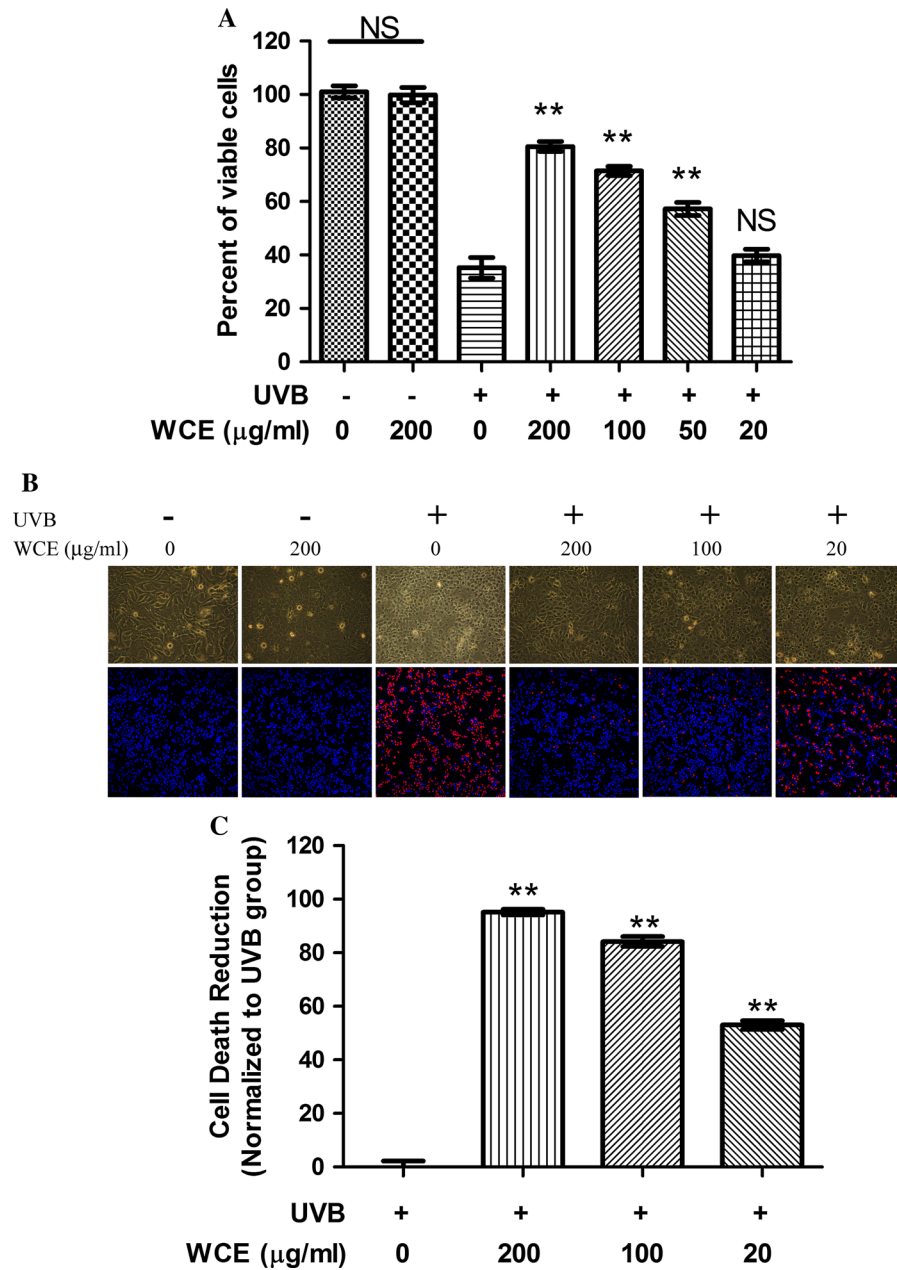 A
NS
120
100
80
60
40
20
0
Percent of viable cells
**
**
**
NS
UVB - - + + + + +
WCE (μg/ml) 0 200 0 200 100 50 20
B
UVB - - + + + +
WCE (μg/ml) 0 200 0 200 100 20
C
120
100
80
60
40
20
0
Cell Death Reduction
(Normalized to UVB group)
**
**
**
UVB + + + +
WCE (μg/ml) 0 200 100 20